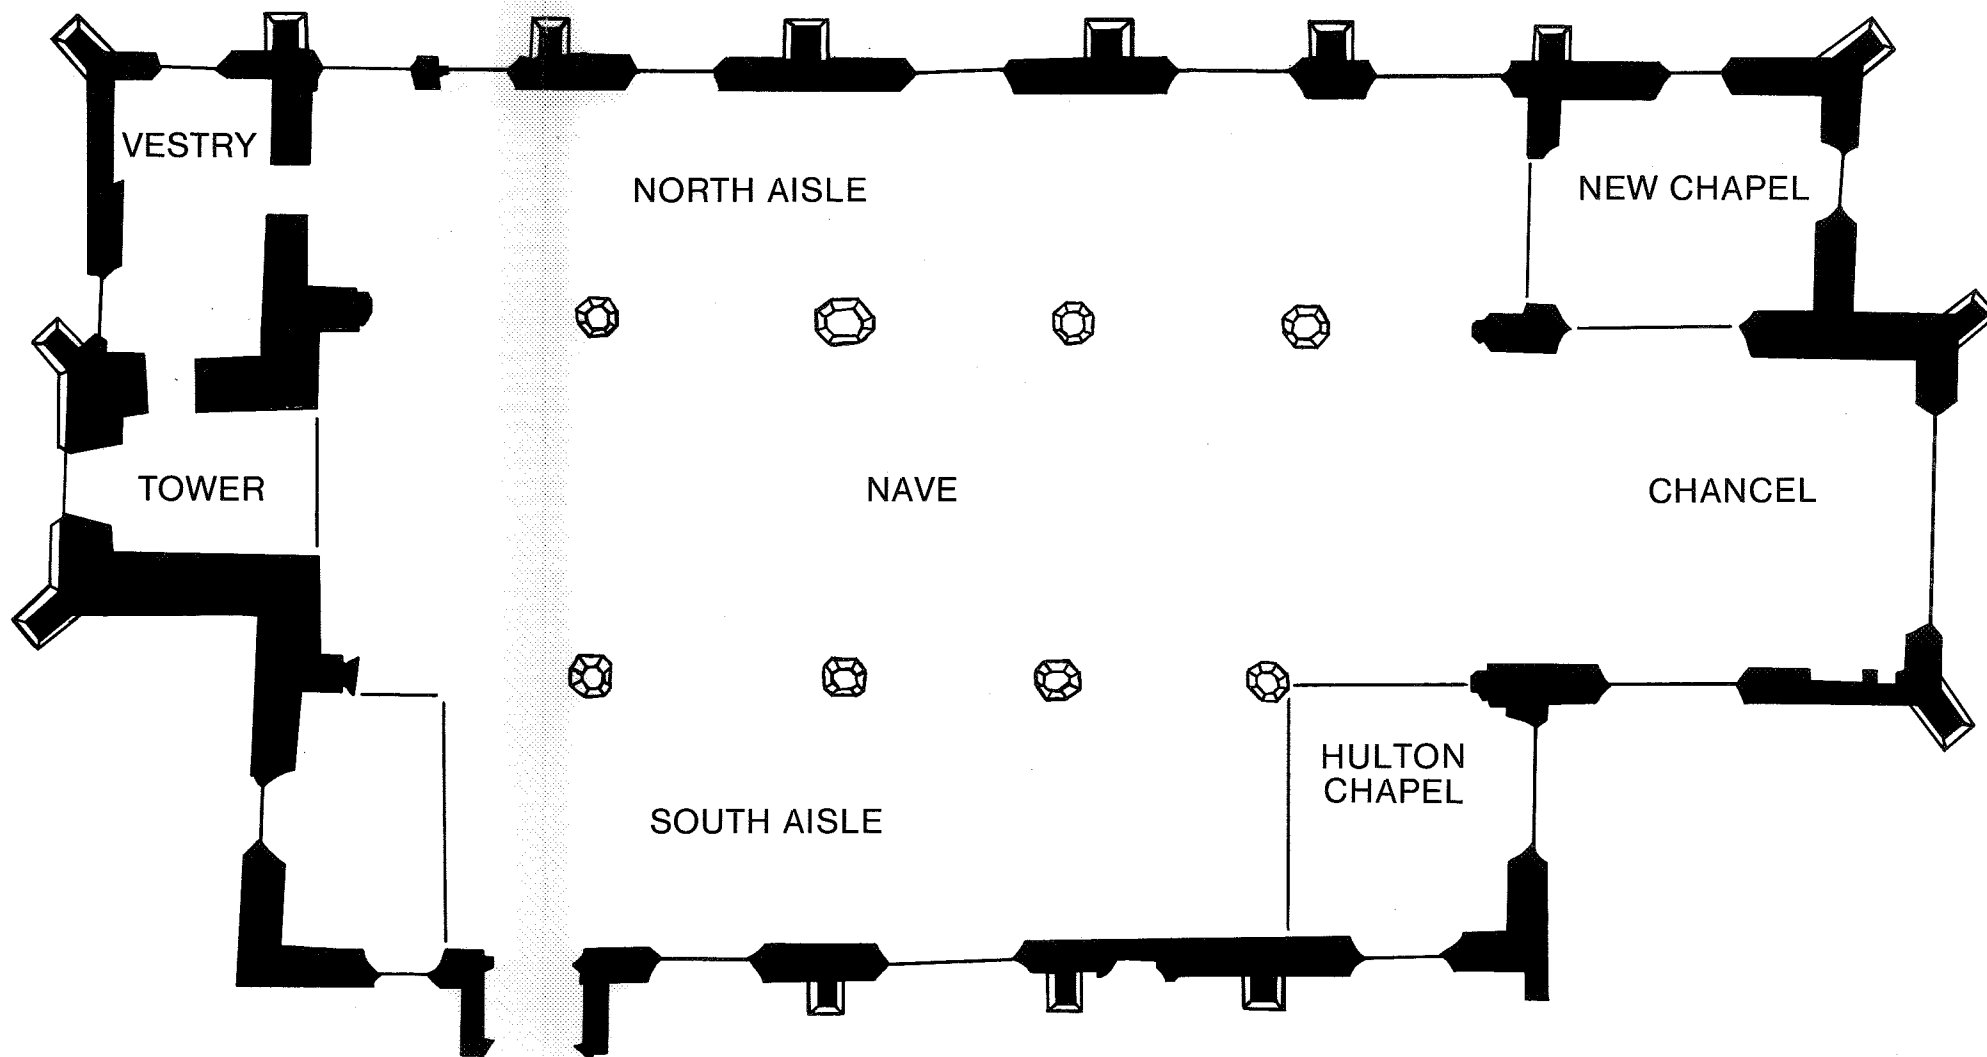 VESTRY
NORTH AISLE
NEW CHAPEL
TOWER
NAVE
CHANCEL
HULTON
CHAPEL
SOUTH AISLE